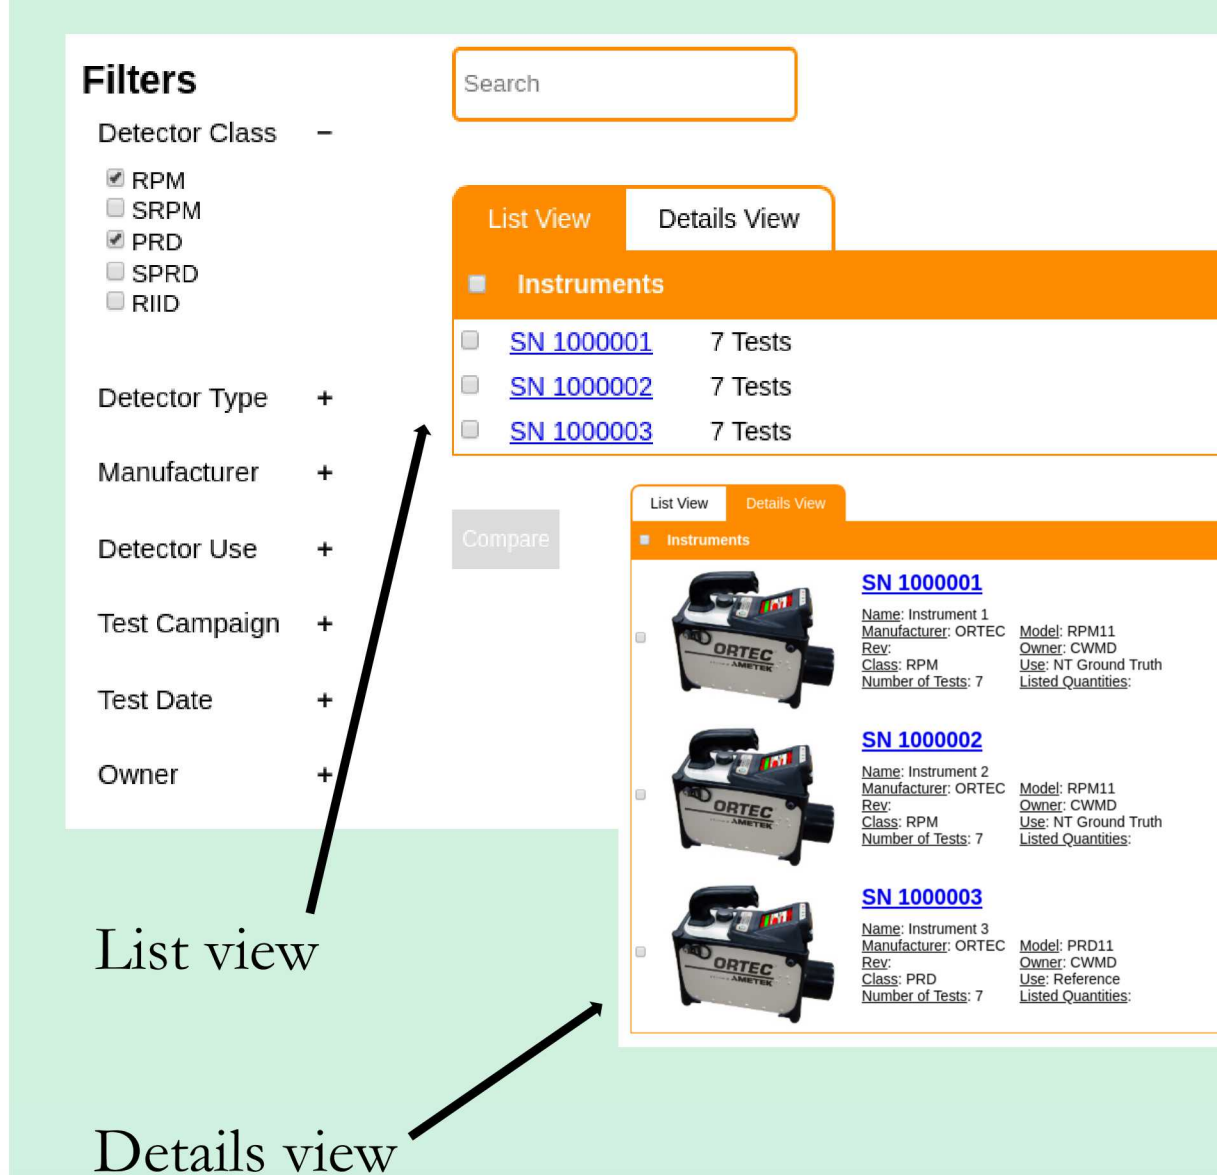 Filters
Detector Class −
RPM
SRPM
PRD
SPRD
RIID
Detector Type +
Manufacturer +
Detector Use +
Test Campaign +
Test Date +
Owner +
Search
List View Details View
Instruments
SN 1000001 7 Tests
SN 1000002 7 Tests
SN 1000003 7 Tests
Compare
List View Details View
Instruments
ORTEC
AMETEK
SN 1000001
Name: Instrument 1
Manufacturer: ORTEC Model: RPM11
Rev: Owner: CWMD
Class: RPM Use: NT Ground Truth
Number of Tests: 7 Listed Quantities:
ORTEC
AMETEK
SN 1000002
Name: Instrument 2
Manufacturer: ORTEC Model: RPM11
Rev: Owner: CWMD
Class: RPM Use: NT Ground Truth
Number of Tests: 7 Listed Quantities:
ORTEC
AMETEK
SN 1000003
Name: Instrument 3
Manufacturer: ORTEC Model: PRD11
Rev: Owner: CWMD
Class: PRD Use: Reference
Number of Tests: 7 Listed Quantities:
List view
Details view